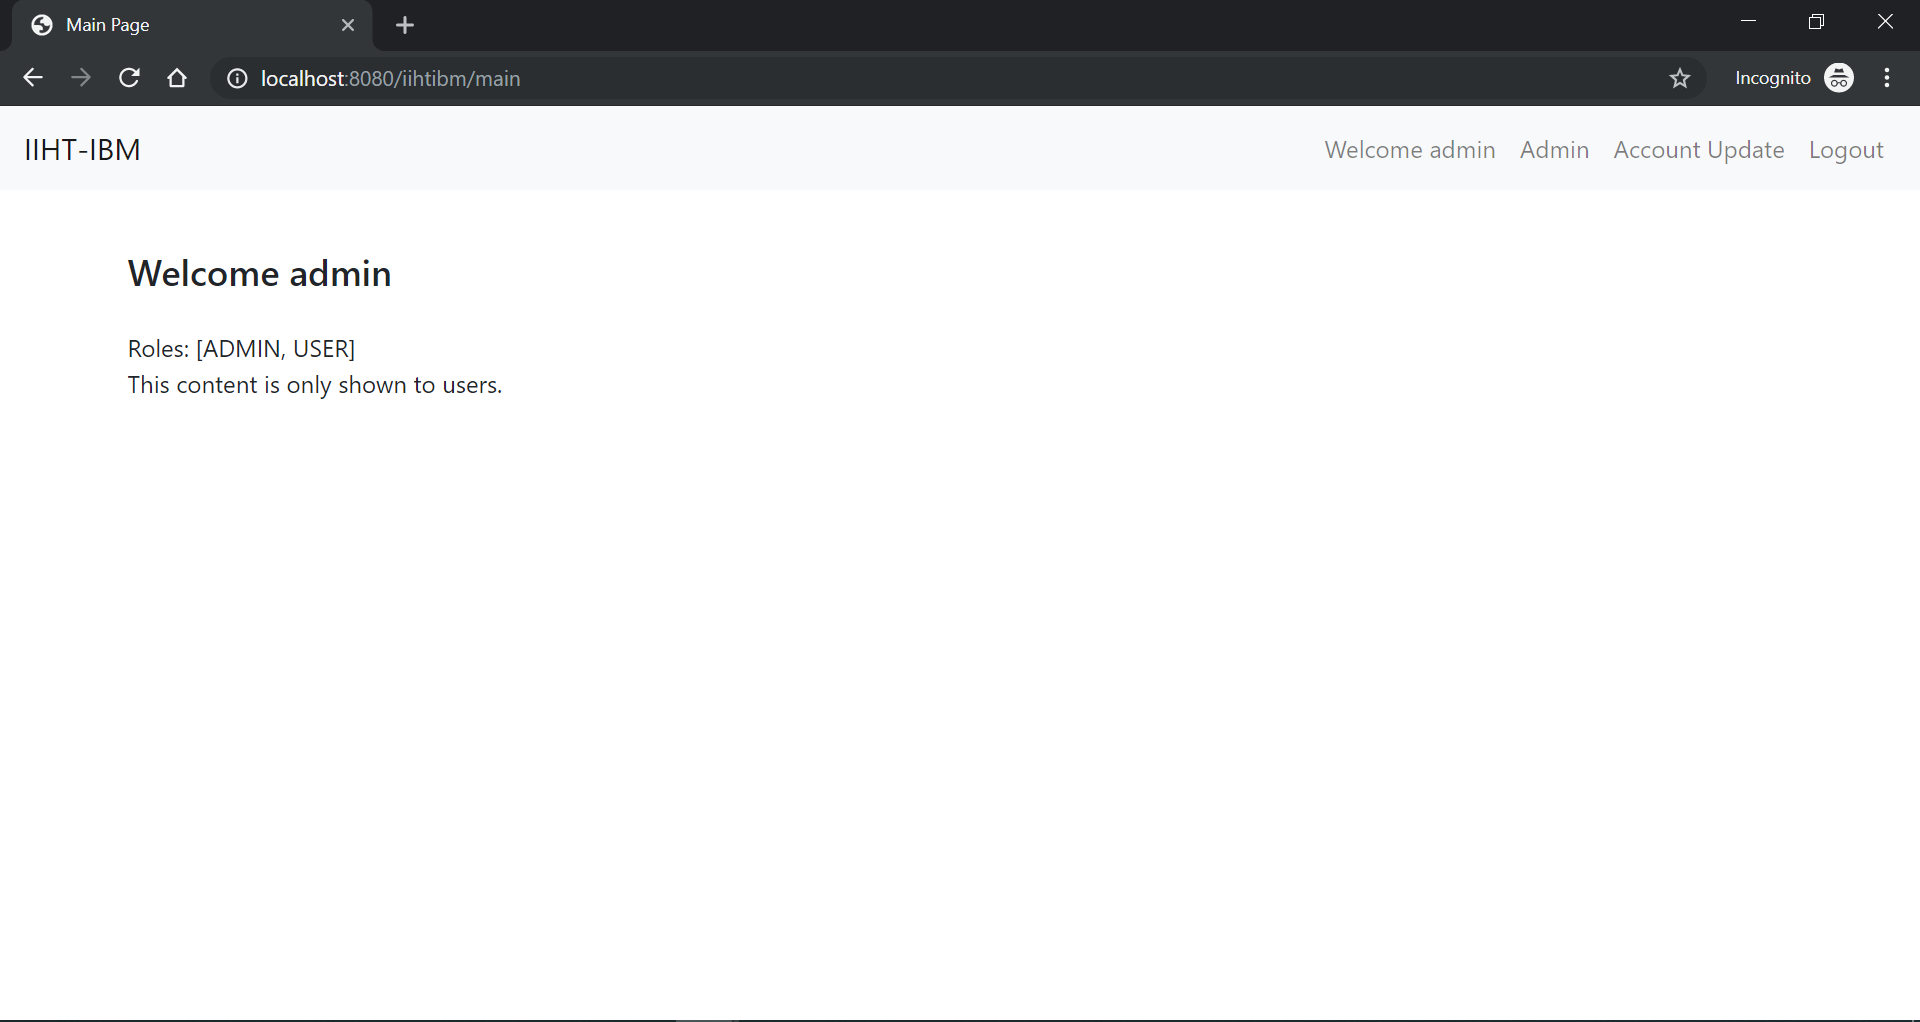 Main Page
localhost:8080/iihtibm/main
Incognito
IIHT-IBM
Welcome admin Admin Account Update Logout
Welcome admin
Roles: [ADMIN, USER]
This content is only shown to users.